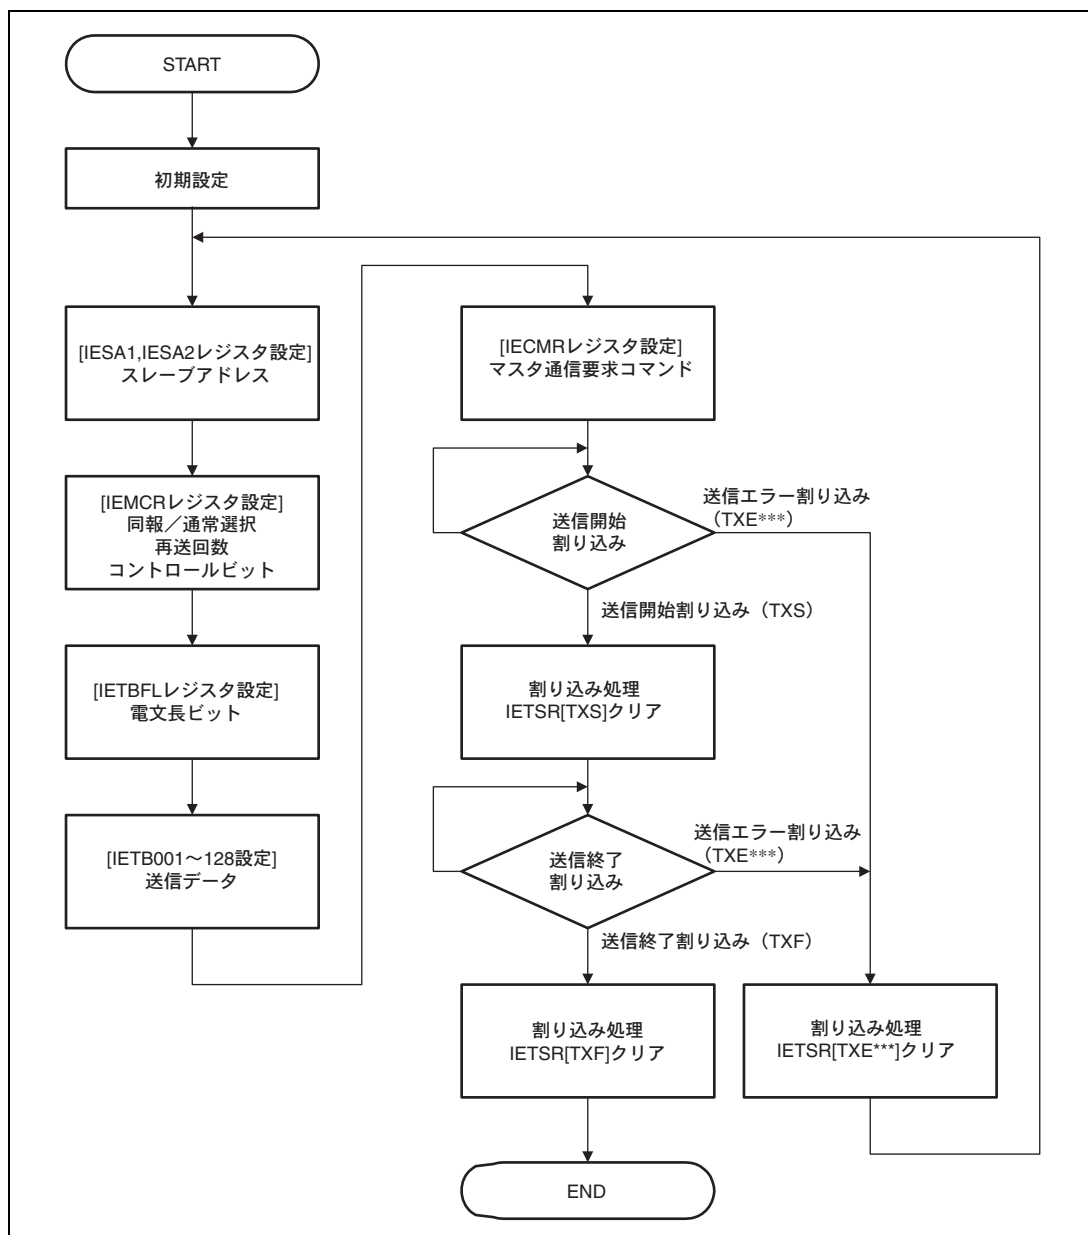 START
初期設定
[IESA1,IESA2レジスタ設定]
スレーブアドレス
[IEMCRレジスタ設定]
同報／通常選択
再送回数
コントロールビット
[IETBFLレジスタ設定]
電文長ビット
[IETB001～128設定]
送信データ
[IECMRレジスタ設定]
マスタ通信要求コマンド
送信開始
割り込み
送信エラー割り込み
（TXE***）
送信開始割り込み（TXS）
割り込み処理
IETSR[TXS]クリア
送信終了
割り込み
送信エラー割り込み
（TXE***）
送信終了割り込み（TXF）
割り込み処理
IETSR[TXF]クリア
割り込み処理
IETSR[TXE***]クリア
END